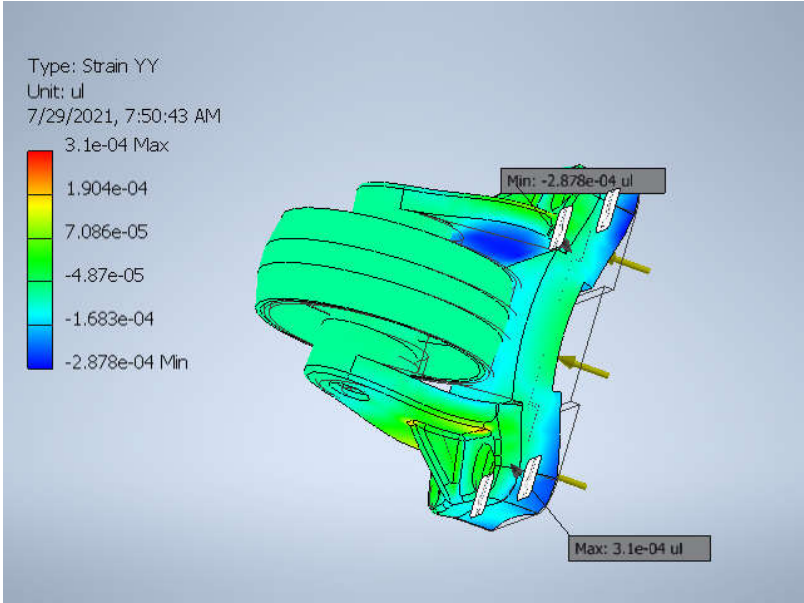 Type: Strain YY
Unit: ul
7/29/2021, 7:50:43 AM
3.1e-04 Max
1.904e-04
7.086e-05
-4.87e-05
-1.683e-04
-2.878e-04 Min
Min: -2.878e-04 ul
Max: 3.1e-04 ul